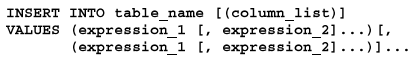 INSERT INTO table_name [(column_list)]
VALUES (expression_1 [, expression_2]...)[,
(expression_1 [, expression_2]...)]...